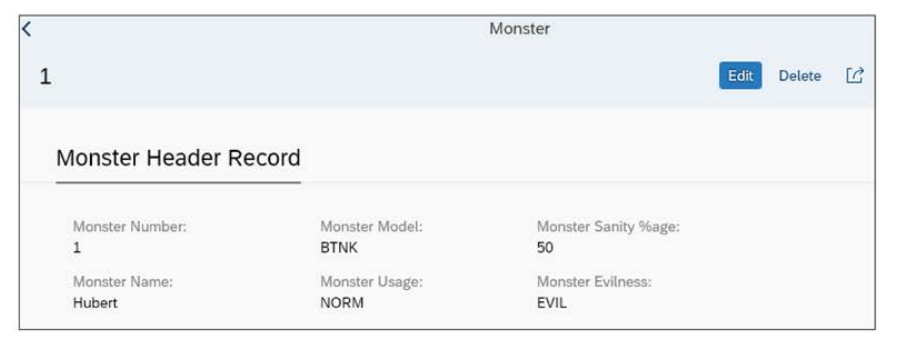 Monster
1
Edit Delete
Monster Header Record
Monster Number: Monster Model: Monster Sanity %age:
1 BTNK 50
Monster Name: Monster Usage: Monster Evilness:
Hubert NORM EVIL